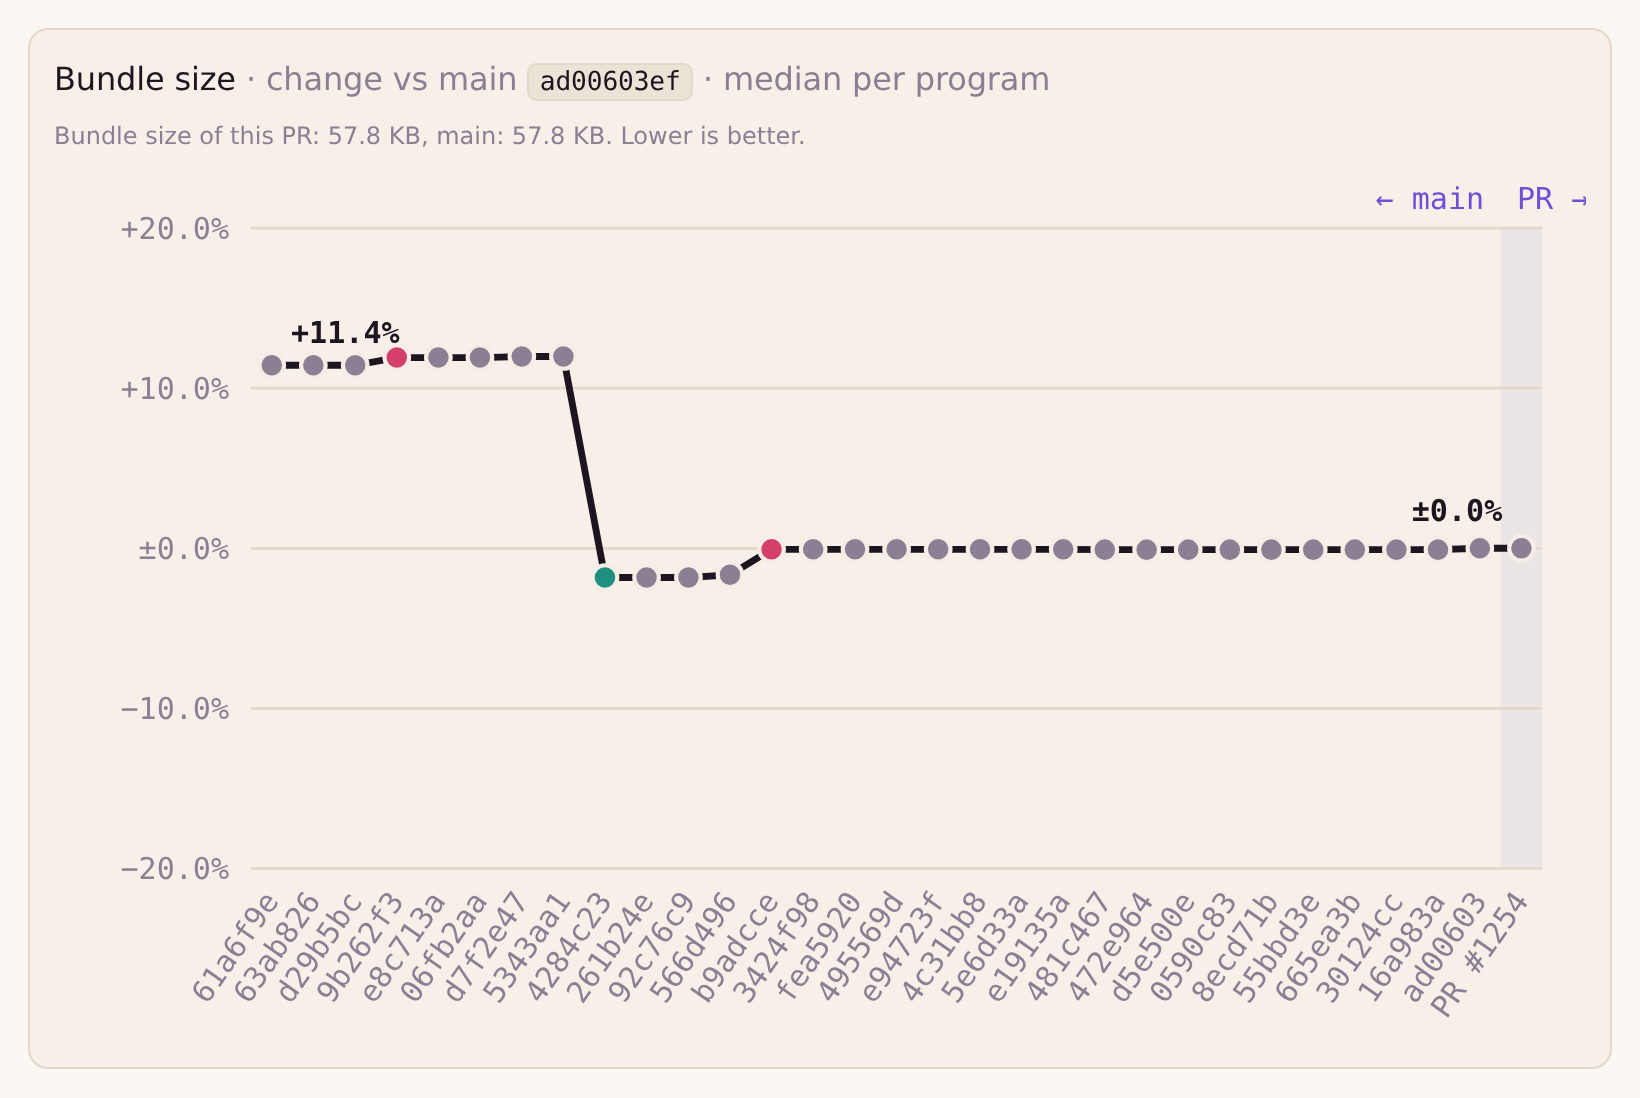 Bundle size · change vs main ad00603ef · median per program
Bundle size of this PR: 57.8 KB, main: 57.8 KB. Lower is better.
← main PR →
+20.0%
+11.4%
+10.0%
±0.0%
±0.0%
−10.0%
−20.0%
61a6f9e
63ab826
d29b5bc
9b262f3
e8c713a
06fb2aa
d7f2e47
5343aa1
4284c23
261b24e
92c76c9
566d496
b9adcce
3424f98
fea5920
495569d
e94723f
4c31bb8
5e6d33a
e19135a
481c467
472e964
d5e500e
0590c83
8ecd71b
55bbd3e
665ea3b
30124cc
16a983a
ad00603
PR #1254